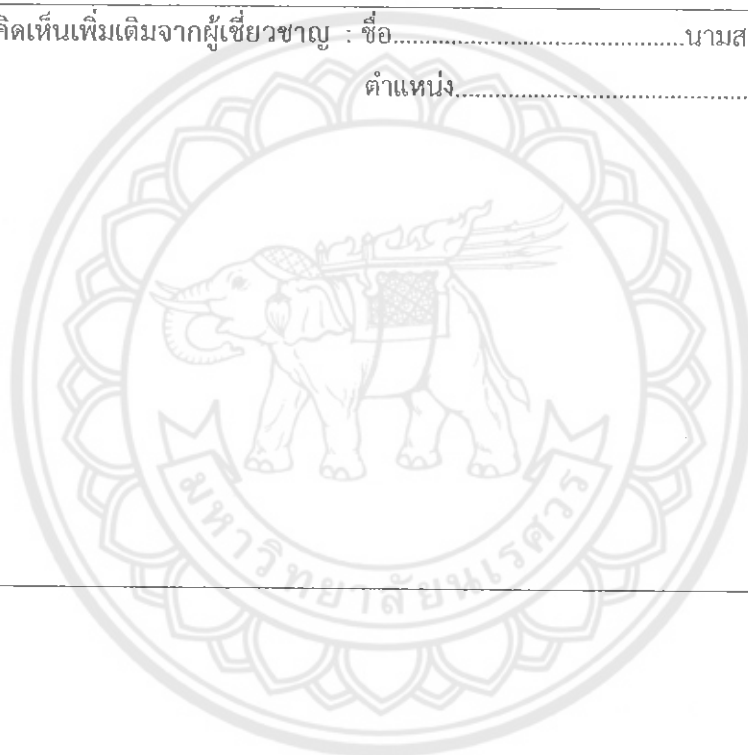 คิดเห็นเพิ่มเติมจากผู้เชี่ยวชาญ : ชื่อ....................................นามส
ตำแหน่ง....................................
มหาวิทยาลัยนเรศวร